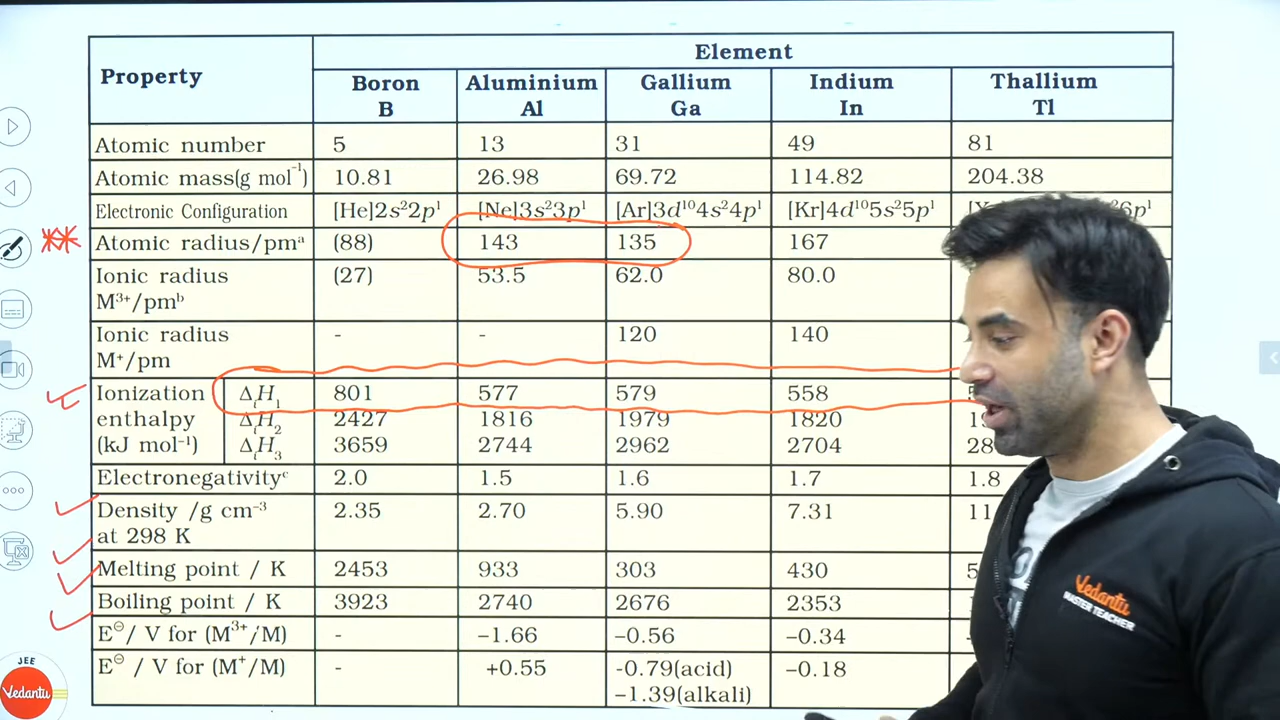 Element
Property
Boron Aluminium Gallium Indium Thallium
B Al Ga In Tl
Atomic number 5 13 31 49 81
Atomic mass(g mol⁻¹) 10.81 26.98 69.72 114.82 204.38
Electronic Configuration [He]2s²2p¹ [Ne]3s²3p¹ [Ar]3d¹⁰4s²4p¹ [Kr]4d¹⁰5s²5p¹ 6p¹
Atomic radius/pmᵃ (88) 143 135 167
Ionic radius (27) 53.5 62.0 80.0
M³⁺/pmᵇ
Ionic radius - - 120 140
M⁺/pm
Ionization ΔᵢH₁ 801 577 579 558
enthalpy ΔᵢH₂ 2427 1816 1979 1820
(kJ mol⁻¹) ΔᵢH₃ 3659 2744 2962 2704
Electronegativityᶜ 2.0 1.5 1.6 1.7 1.8
Density /g cm⁻³ 2.35 2.70 5.90 7.31
at 298 K
Melting point / K 2453 933 303 430
Boiling point / K 3923 2740 2676 2353
E⊖/ V for (M³⁺/M) - –1.66 –0.56 –0.34
E⊖ / V for (M⁺/M) - +0.55 -0.79(acid) –0.18
–1.39(alkali)
Vedantu
MASTER TEACHER
JEE
Vedantu